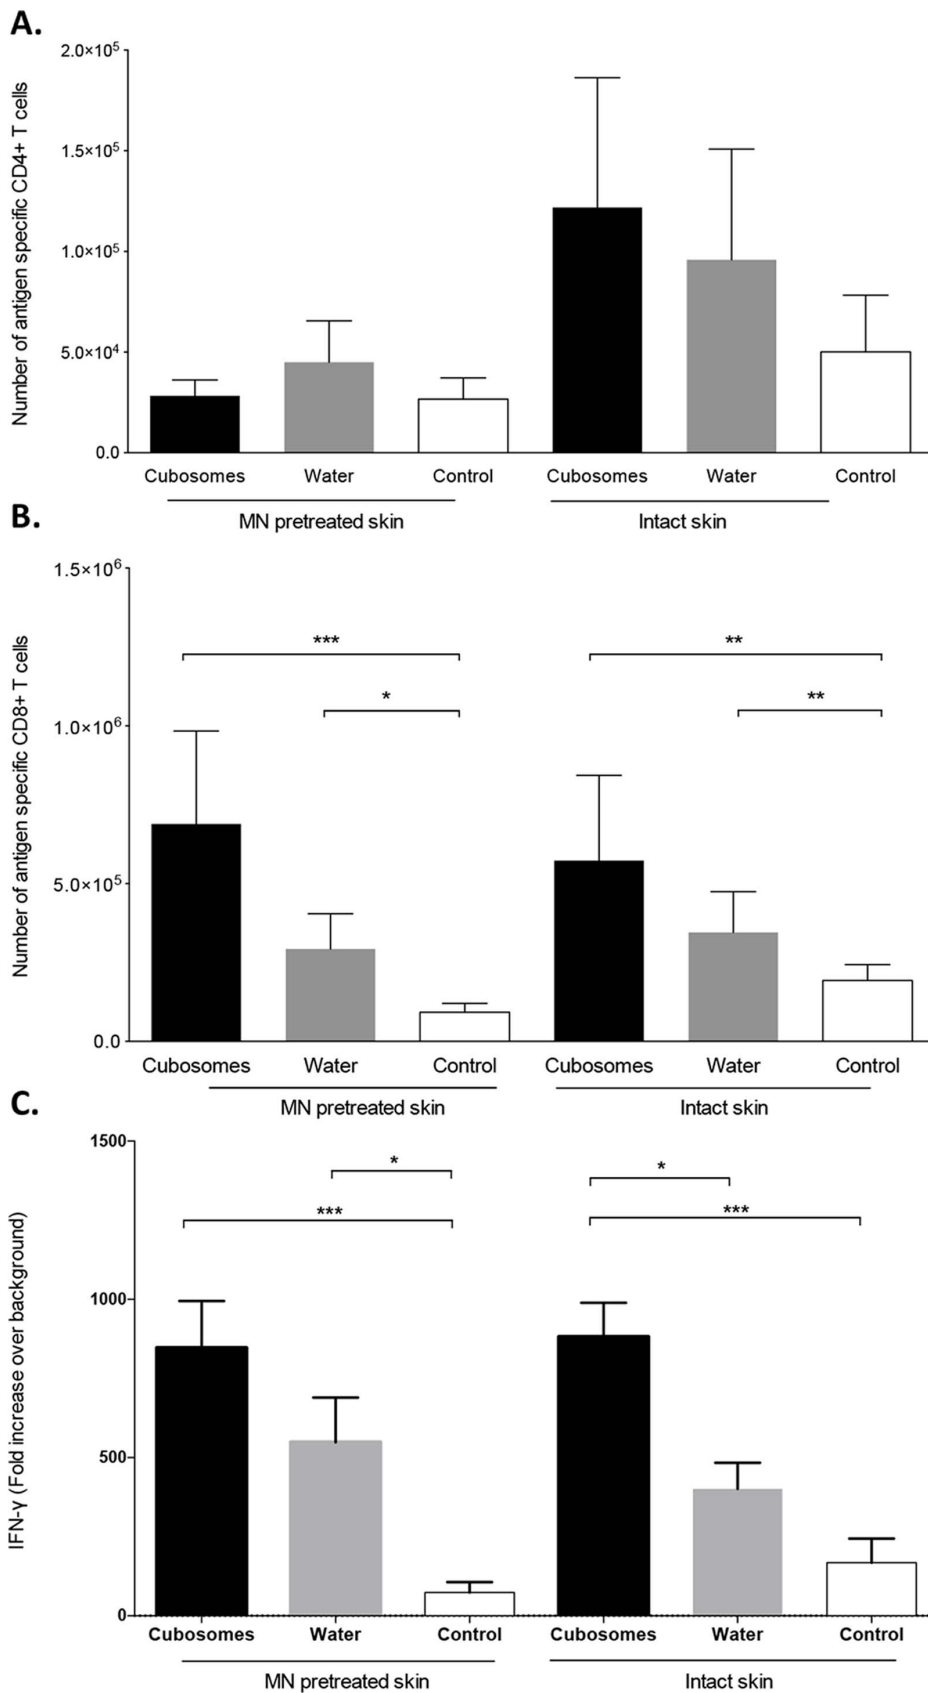 A.
Number of antigen specific CD4+ T cells
2.0×10⁵
1.5×10⁵
1.0×10⁵
5.0×10⁴
0.0
Cubosomes Water Control Cubosomes Water Control
MN pretreated skin Intact skin
B.
Number of antigen specific CD8+ T cells
1.5×10⁶
1.0×10⁶
5.0×10⁵
0.0
*** **
* **
Cubosomes Water Control Cubosomes Water Control
MN pretreated skin Intact skin
C.
IFN-γ (Fold increase over background)
1500
1000
500
0
* *
*** ***
Cubosomes Water Control Cubosomes Water Control
MN pretreated skin Intact skin